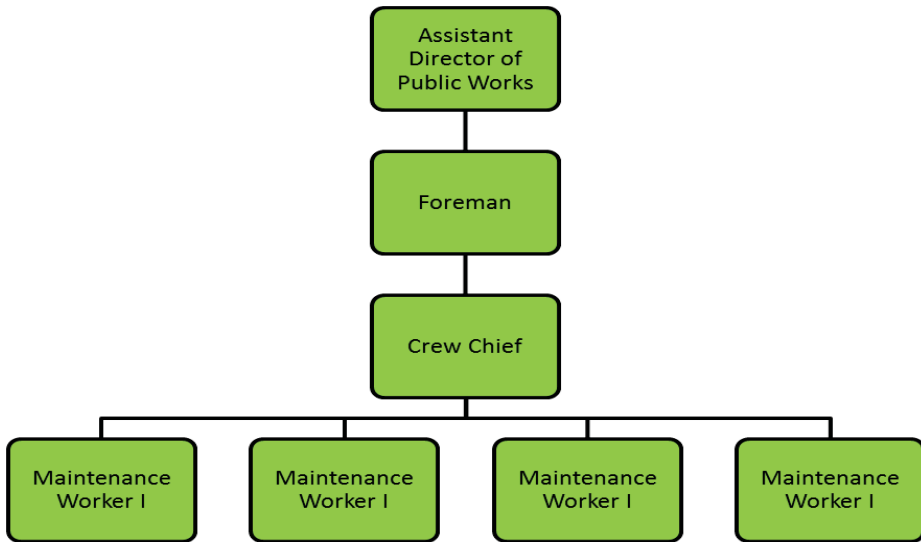 Assistant
Director of
Public Works
Foreman
Crew Chief
Maintenance
Worker I
Maintenance
Worker I
Maintenance
Worker I
Maintenance
Worker I